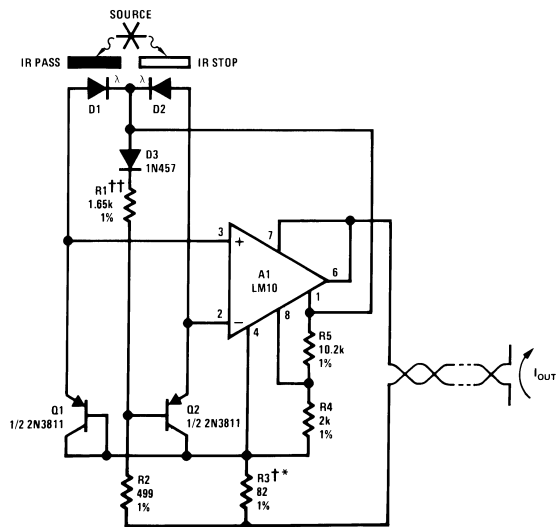 SOURCE
IR PASS
IR STOP
λ
λ
D1
D2
D3
1N457
R1††
1.65k
1%
3
+
7
A1
LM10
6
1
2
−
4
8
R5
10.2k
1%
Q1
1/2 2N3811
Q2
1/2 2N3811
R4
2k
1%
IOUT
R2
499
1%
R3†*
82
1%